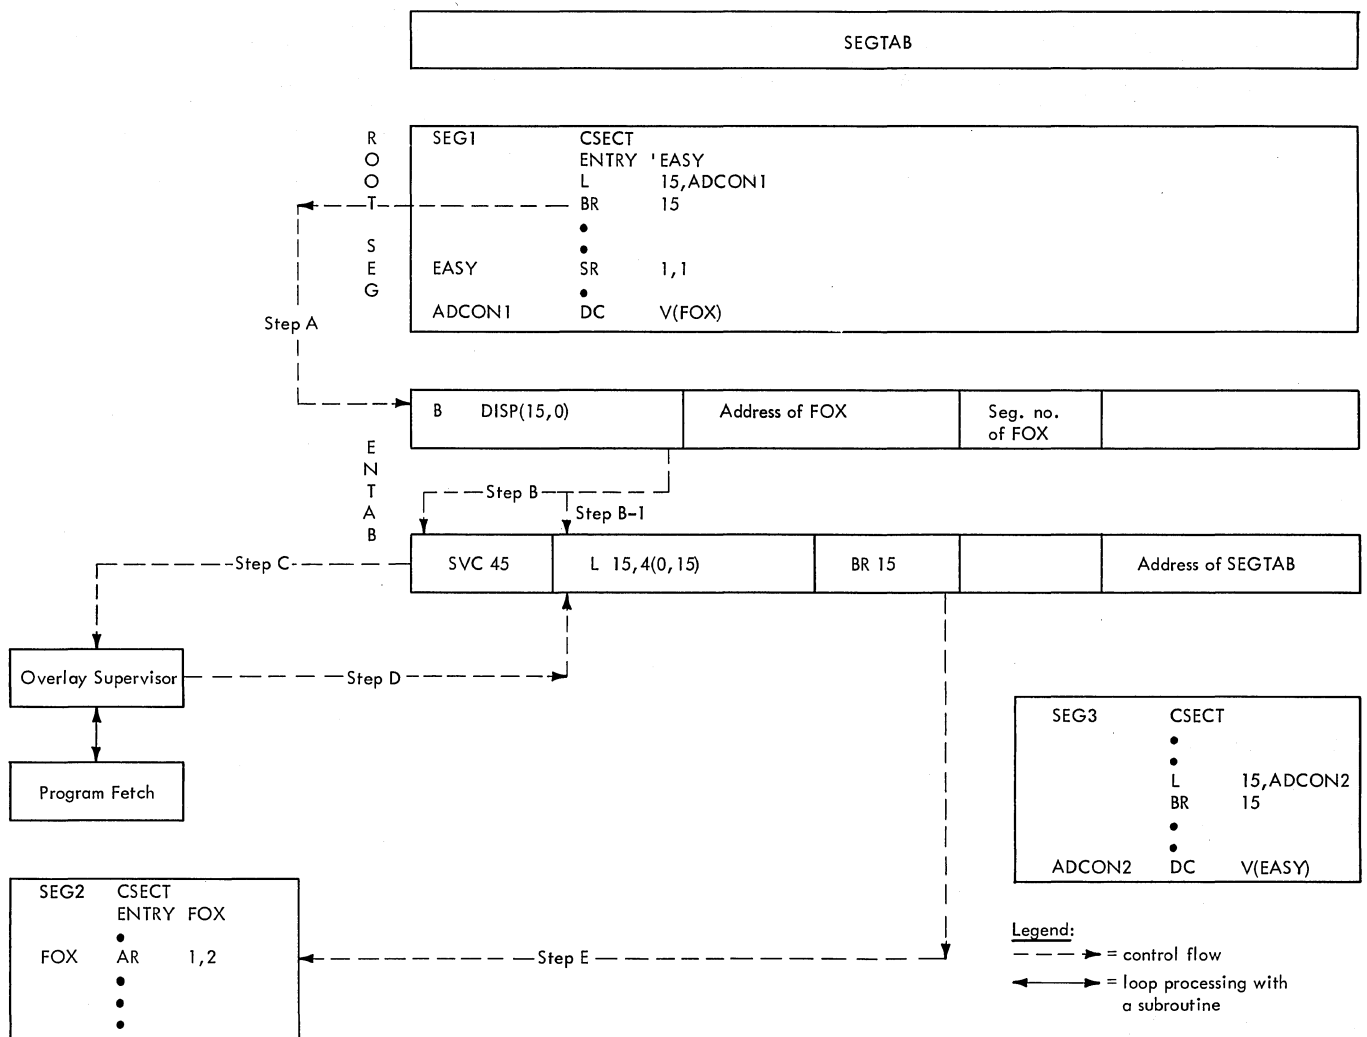 SEGTAB
ROOT SEG
SEG1 CSECT
ENTRY 'EASY
L 15,ADCON1
BR 15
EASY SR 1,1
ADCON1 DC V(FOX)
Step A
ENTAB
B DISP(15,0)
Address of FOX
Seg. no.
of FOX
Step B
Step B-1
SVC 45
L 15,4(0,15)
BR 15
Address of SEGTAB
Step C
Overlay Supervisor
Step D
Program Fetch
SEG3 CSECT
L 15,ADCON2
BR 15
ADCON2 DC V(EASY)
SEG2 CSECT
ENTRY FOX
FOX AR 1,2
Step E
Legend:
= control flow
= loop processing with
a subroutine